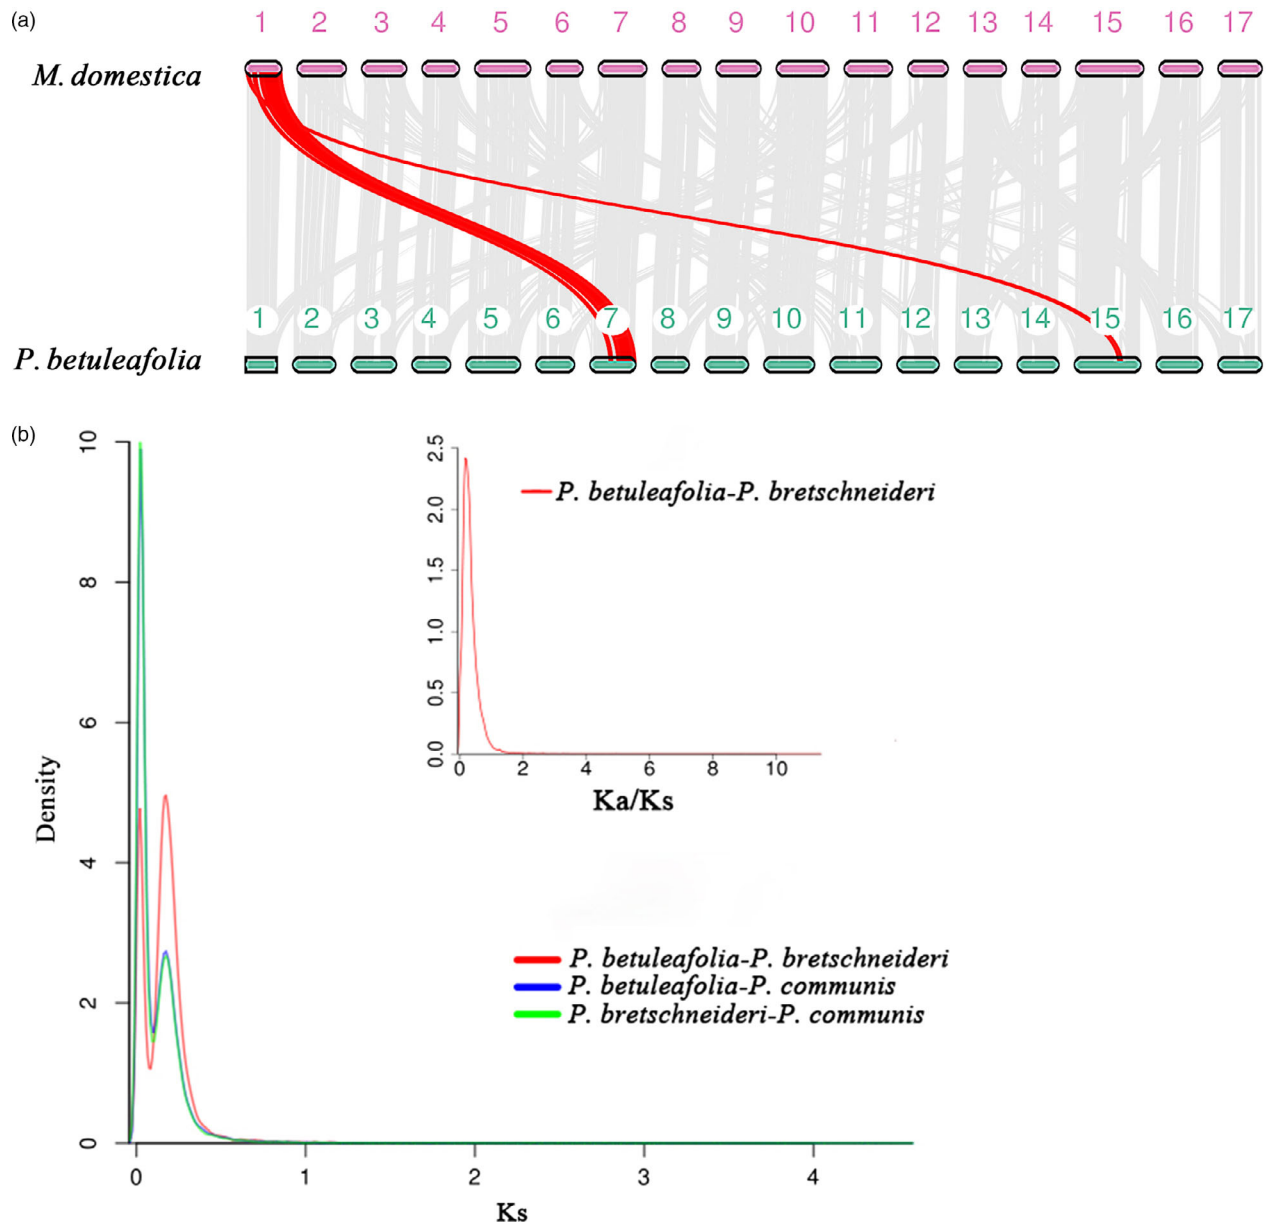 (a)
1 2 3 4 5 6 7 8 9 10 11 12 13 14 15 16 17
M. domestica
1 2 3 4 5 6 7 8 9 10 11 12 13 14 15 16 17
P. betuleafolia
(b)
10
8
6
4
2
0
Density
0 1 2 3 4
Ks
2.5
2.0
1.5
1.0
0.5
0.0
P. betuleafolia-P. bretschneideri
0 2 4 6 8 10
Ka/Ks
P. betuleafolia-P. bretschneideri
P. betuleafolia-P. communis
P. bretschneideri-P. communis